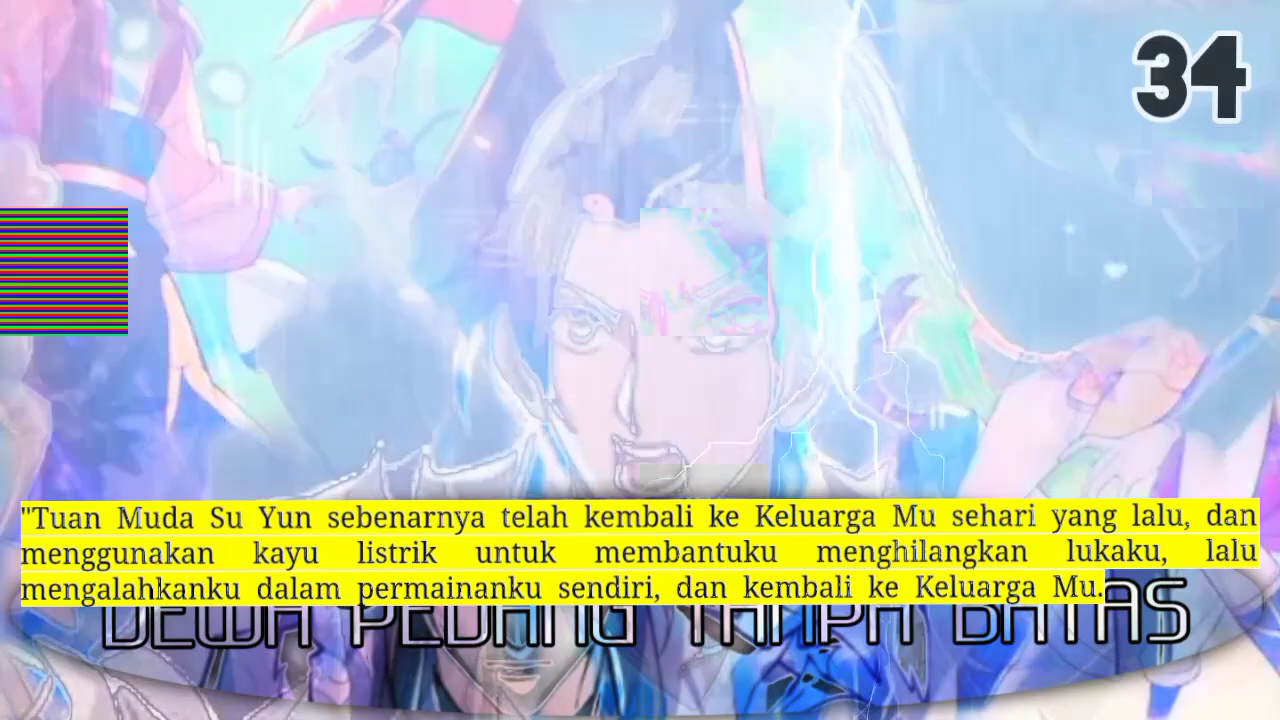 34
"Tuan Muda Su Yun sebenarnya telah kembali ke Keluarga Mu sehari yang lalu, dan
menggunakan kayu listrik untuk membantuku menghilangkan lukaku, lalu
mengalahkanku dalam permainanku sendiri, dan kembali ke Keluarga Mu.
DEWA PEDANG TANPA BATAS